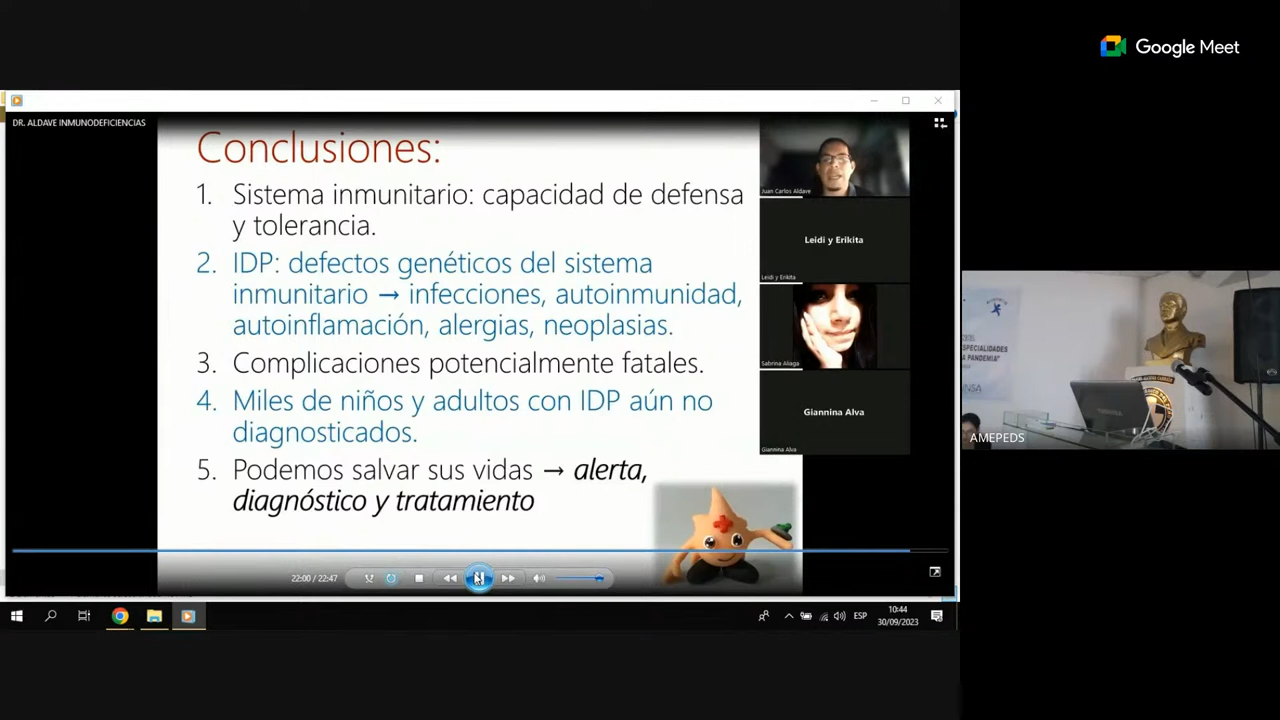 Google Meet
DR. ALDAVE INMUNODEFICIENCIAS
Conclusiones:
1. Sistema inmunitario: capacidad de defensa
y tolerancia.
2. IDP: defectos genéticos del sistema
inmunitario → infecciones, autoinmunidad,
autoinflamación, alergias, neoplasias.
3. Complicaciones potencialmente fatales.
4. Miles de niños y adultos con IDP aún no
diagnosticados.
5. Podemos salvar sus vidas → alerta,
diagnóstico y tratamiento
Juan Carlos Aldave
Leidi y Erikita
Leidi y Erikita
Sabrina Aliaga
Giannina Alva
Giannina Alva
22:00 / 22:47
ESP
10:44
30/09/2023
ESPECIALIDADES
PANDEMIA"
AMEPEDS